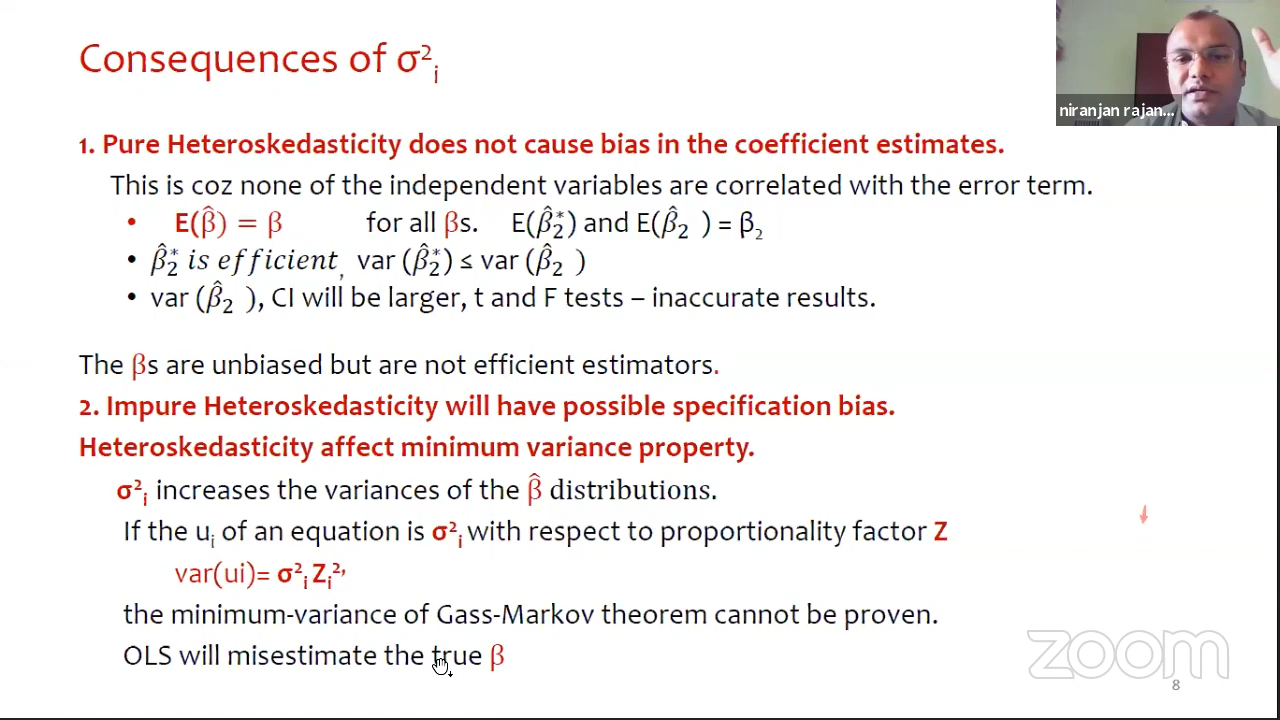 Consequences of σ²ᵢ
niranjan rajan...
1. Pure Heteroskedasticity does not cause bias in the coefficient estimates.
This is coz none of the independent variables are correlated with the error term.
• E(β̂) = β for all βs. E(β̂₂*) and E(β̂₂ ) = β₂
• β̂₂* is efficient, var (β̂₂*) ≤ var (β̂₂ )
• var (β̂₂ ), CI will be larger, t and F tests – inaccurate results.
The βs are unbiased but are not efficient estimators.
2. Impure Heteroskedasticity will have possible specification bias.
Heteroskedasticity affect minimum variance property.
σ²ᵢ increases the variances of the β̂ distributions.
If the uᵢ of an equation is σ²ᵢ with respect to proportionality factor Z
var(ui)= σ²ᵢ Zᵢ²,
the minimum-variance of Gass-Markov theorem cannot be proven.
OLS will misestimate the true β
zoom
8